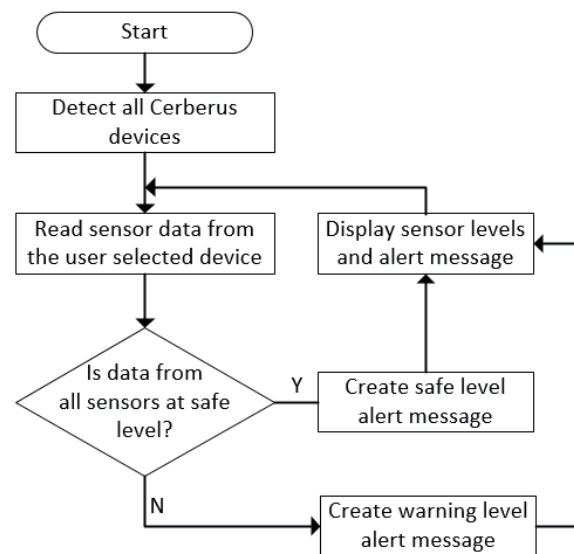 Start
Detect all Cerberus
devices
Read sensor data from
the user selected device
Display sensor levels
and alert message
Is data from
all sensors at safe
level?
Y
Create safe level
alert message
N
Create warning level
alert message